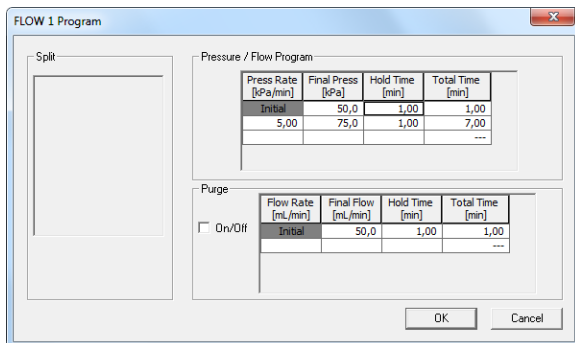 FLOW 1 Program
Split
Pressure / Flow Program
Press Rate [kPa/min] Final Press [kPa] Hold Time [min] Total Time [min]
Initial 50,0 1,00 1,00
5,00 75,0 1,00 7,00
---
Purge
On/Off
Flow Rate [mL/min] Final Flow [mL/min] Hold Time [min] Total Time [min]
Initial 50,0 1,00 1,00
---
OK Cancel